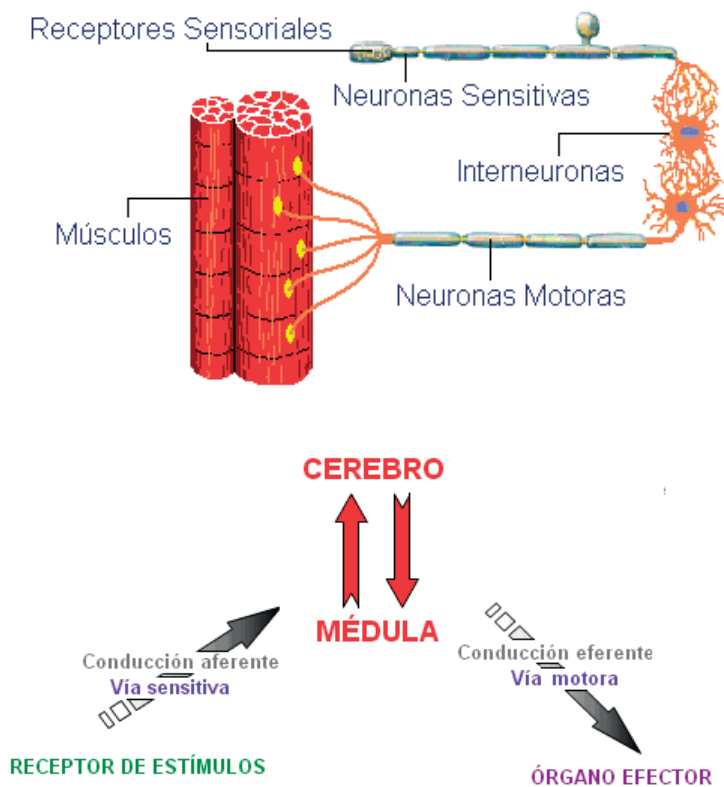 Receptores Sensoriales
Neuronas Sensitivas
Interneuronas
Músculos
Neuronas Motoras
CEREBRO
MÉDULA
Conducción aferente
Vía sensitiva
Conducción eferente
Vía motora
RECEPTOR DE ESTÍMULOS
ÓRGANO EFECTOR